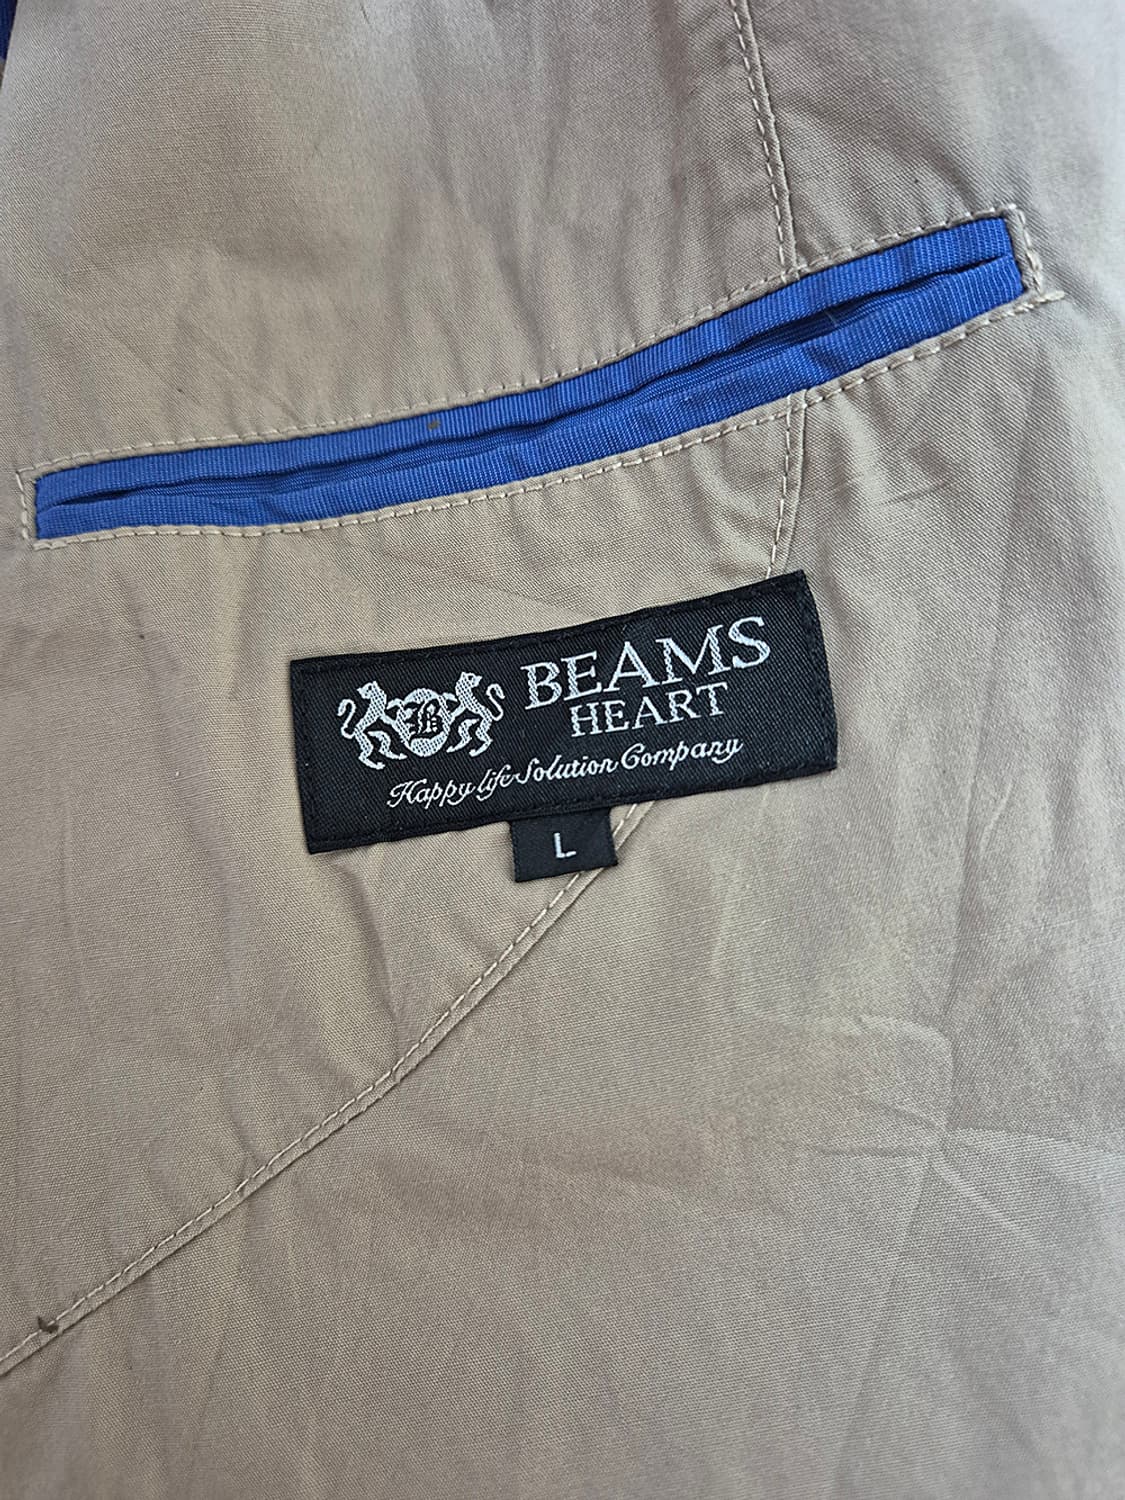 B
BEAMS
HEART
Happy life Solution Company
L